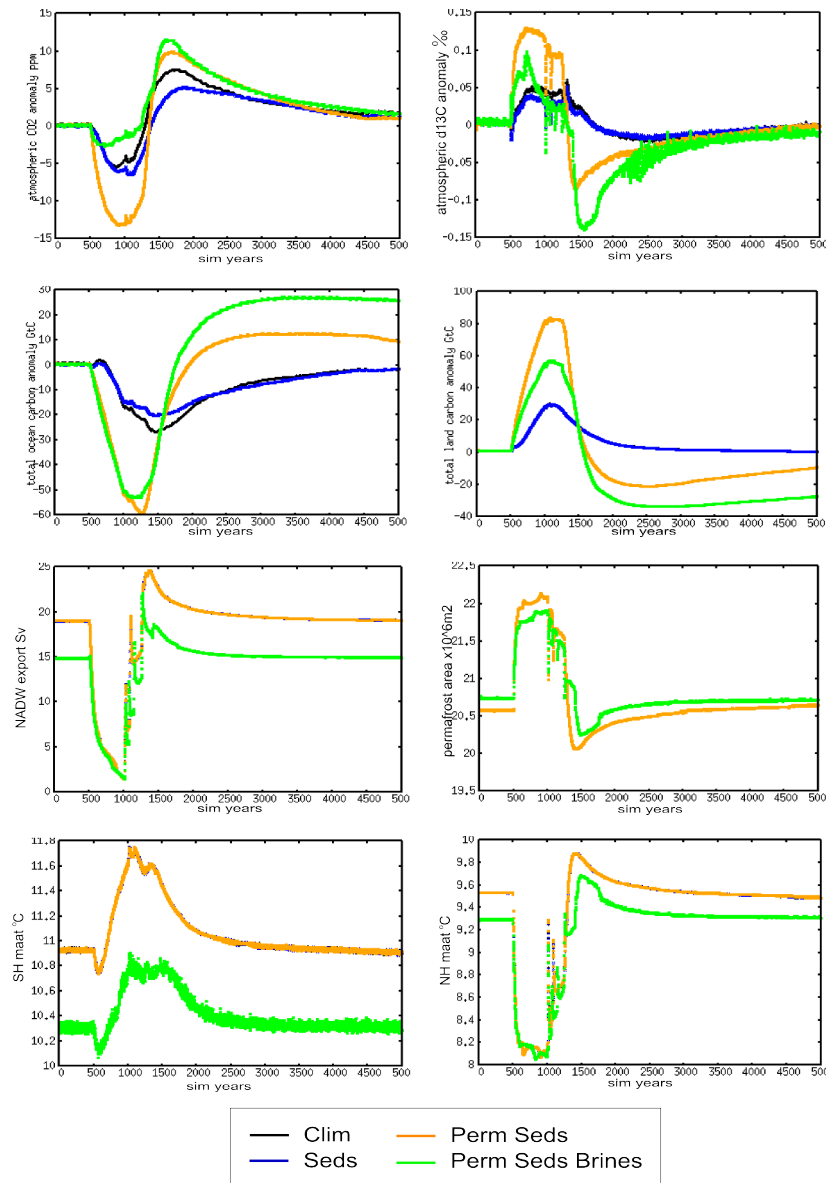 atmospheric CO2 anomaly ppm
20
15
10
5
0
−5
−10
−15
0 500 1000 1500 2000 2500 3000 3500 4000 4500 500
sim years
atmospheric d13C anomaly ‰
0.15
0.1
0.05
0
−0.05
−0.1
−0.15
0 500 1000 1500 2000 2500 3000 3500 4000 4500 5000
sim years
total ocean carbon anomaly GtC
30
20
10
0
−10
−20
−30
−40
−50
−60
0 500 1000 1500 2000 2500 3000 3500 4000 4500 500
sim years
total land carbon anomaly GtC
100
80
60
40
20
0
−20
−40
0 500 1000 1500 2000 2500 3000 3500 4000 4500 500
sim years
NADW export Sv
25
20
15
10
5
0
0 500 1000 1500 2000 2500 3000 3500 4000 4500 500
sim years
permafrost area x10^6m2
22.5
22
21.5
21
20.5
20
19.5
0 500 1000 1500 2000 2500 3000 3500 4000 4500 500
sim years
SH maat °C
11.8
11.6
11.4
11.2
11
10.8
10.6
10.4
10.2
10
0 500 1000 1500 2000 2500 3000 3500 4000 4500 500
sim years
NH maat °C
10
9.8
9.6
9.4
9.2
9
8.8
8.6
8.4
8.2
8
0 500 1000 1500 2000 2500 3000 3500 4000 4500 500
sim years
Clim
Perm Seds
Seds
Perm Seds Brines